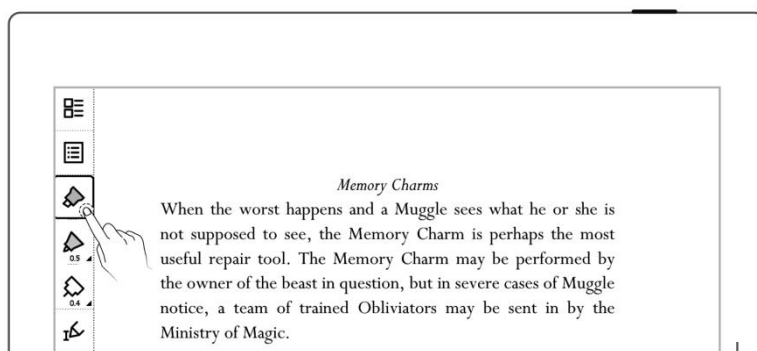 Memory Charms
When the worst happens and a Muggle sees what he or she is
not supposed to see, the Memory Charm is perhaps the most
useful repair tool. The Memory Charm may be performed by
the owner of the beast in question, but in severe cases of Muggle
notice, a team of trained Obliviators may be sent in by the
Ministry of Magic.
0.5
0.4